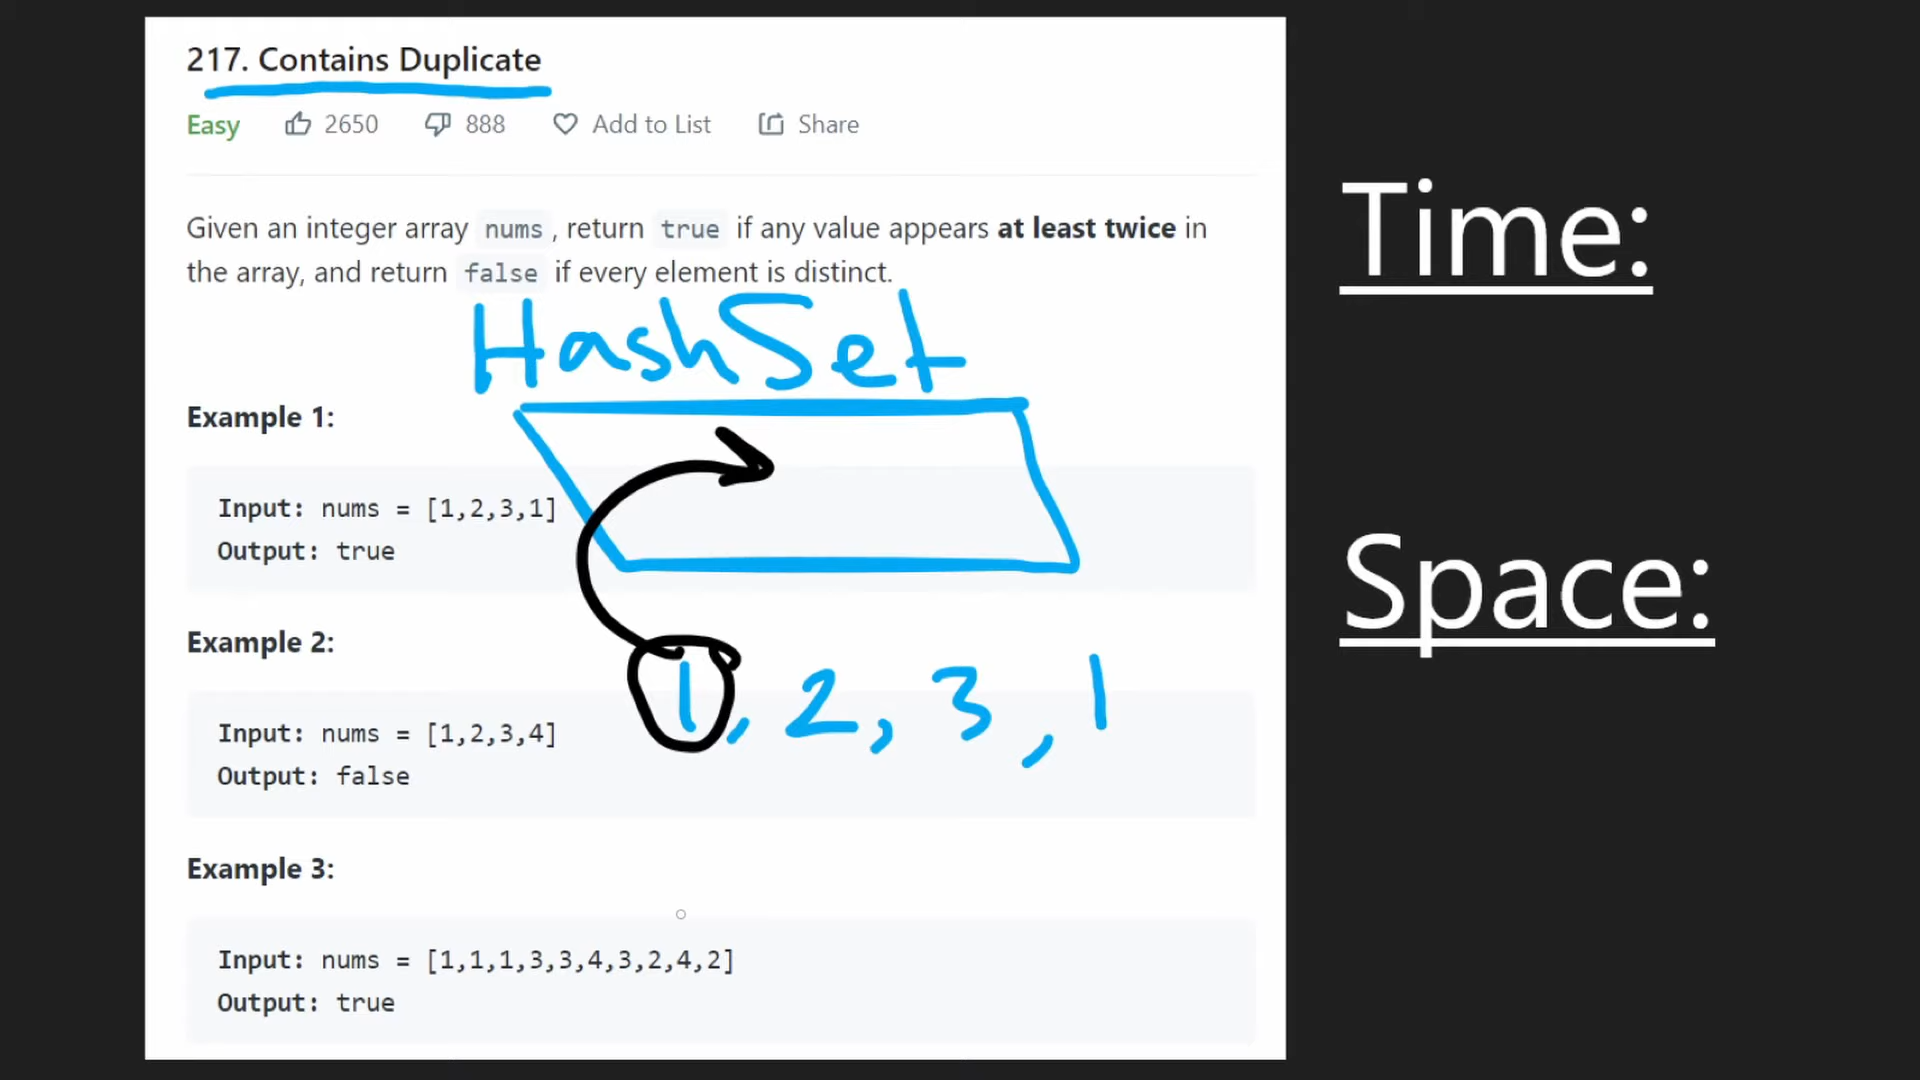 217. Contains Duplicate
Easy 2650 888 Add to List Share
Given an integer array nums, return true if any value appears at least twice in
the array, and return false if every element is distinct.
HashSet
Example 1:
Input: nums = [1,2,3,1]
Output: true
Example 2:
1, 2, 3, 1
Input: nums = [1,2,3,4]
Output: false
Example 3:
Input: nums = [1,1,1,3,3,4,3,2,4,2]
Output: true
Time:
Space: